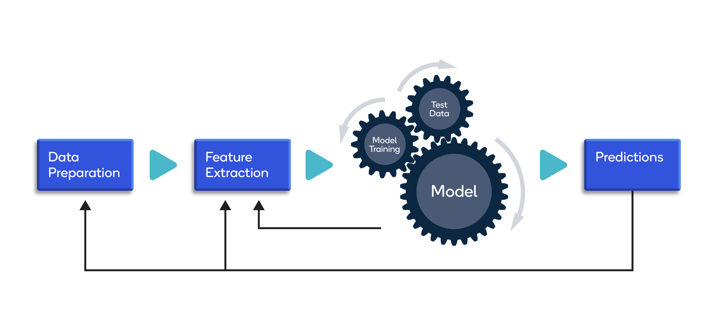 Data
Preparation
Feature
Extraction
Model
Training
Test
Data
Model
Predictions